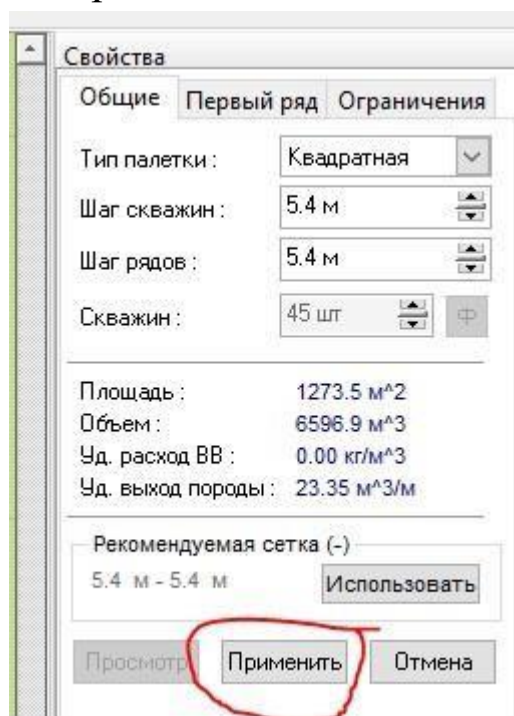 Свойства
Общие Первый ряд Ограничения
Тип палетки : Квадратная
Шаг скважин : 5.4 м
Шаг рядов : 5.4 м
Скважин : 45 шт Ф
Площадь : 1273.5 м^2
Объем : 6596.9 м^3
Уд. расход ВВ : 0.00 кг/м^3
Уд. выход породы : 23.35 м^3/м
Рекомендуемая сетка (-)
5.4 м - 5.4 м Использовать
Просмотр Применить Отмена